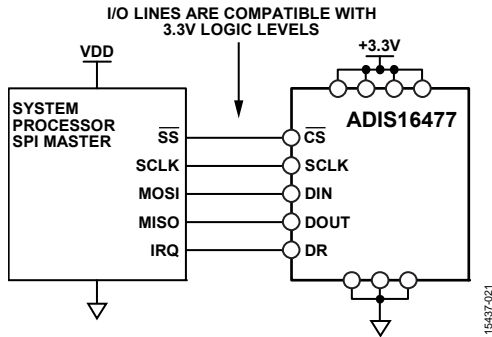 I/O LINES ARE COMPATIBLE WITH
3.3V LOGIC LEVELS
VDD
+3.3V
SYSTEM
PROCESSOR
SPI MASTER
ADIS16477
SS
CS
SCLK
SCLK
MOSI
DIN
MISO
DOUT
IRQ
DR
15437-021